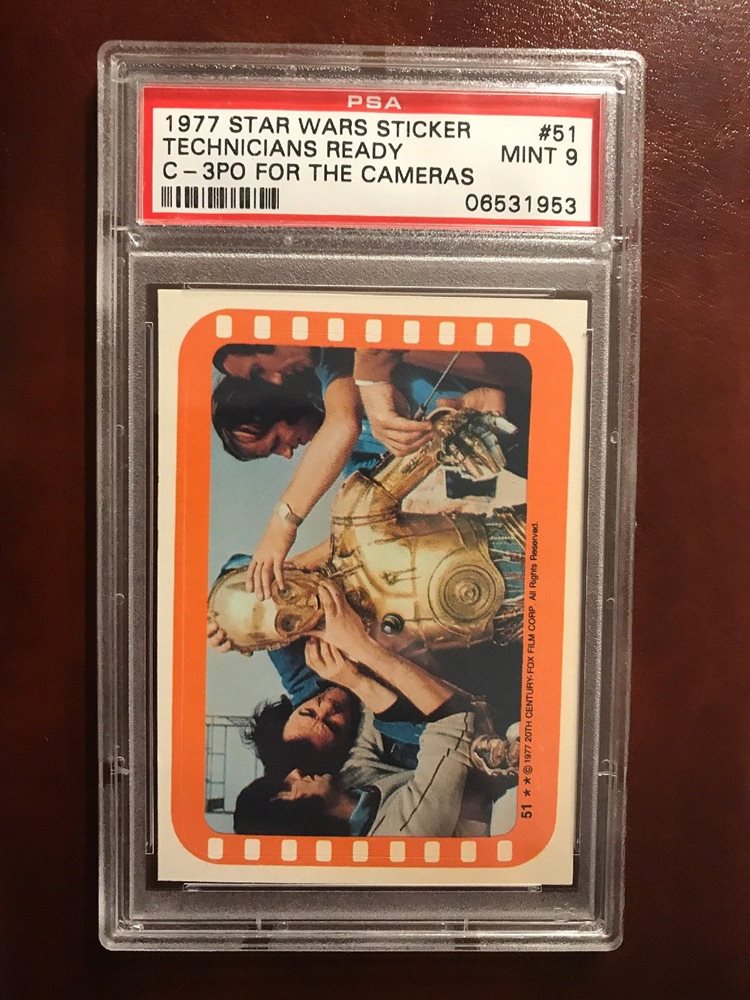 PSA
1977 STAR WARS STICKER #51
TECHNICIANS READY MINT 9
C-3PO FOR THE CAMERAS
06531953
51 ★ ★ © 1977 20TH CENTURY-FOX FILM CORP. All Rights Reserved.